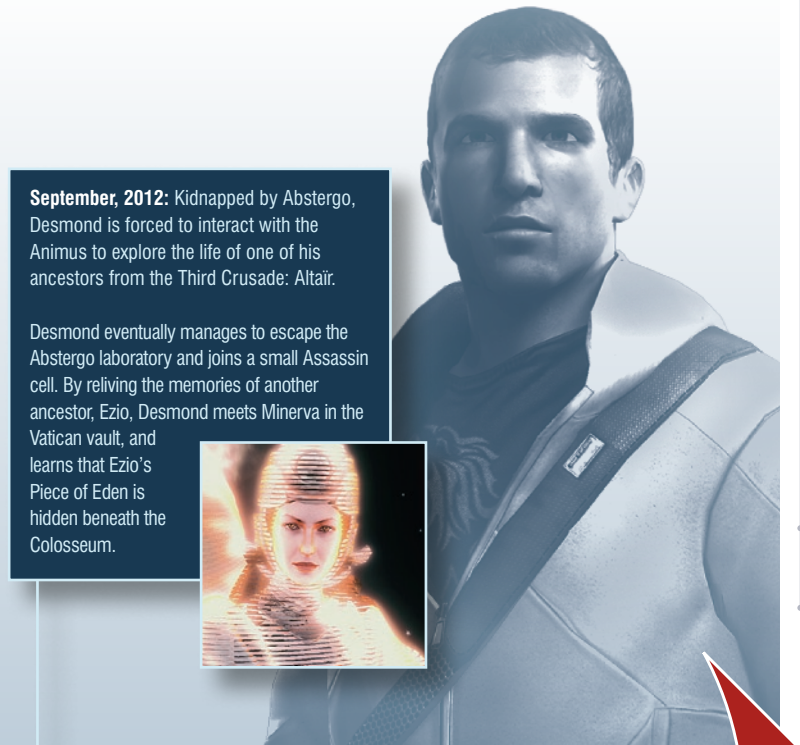 September, 2012: Kidnapped by Abstergo,
Desmond is forced to interact with the
Animus to explore the life of one of his
ancestors from the Third Crusade: Altaïr.
Desmond eventually manages to escape the
Abstergo laboratory and joins a small Assassin
cell. By reliving the memories of another
ancestor, Ezio, Desmond meets Minerva in the
Vatican vault, and
learns that Ezio's
Piece of Eden is
hidden beneath the
Colosseum.